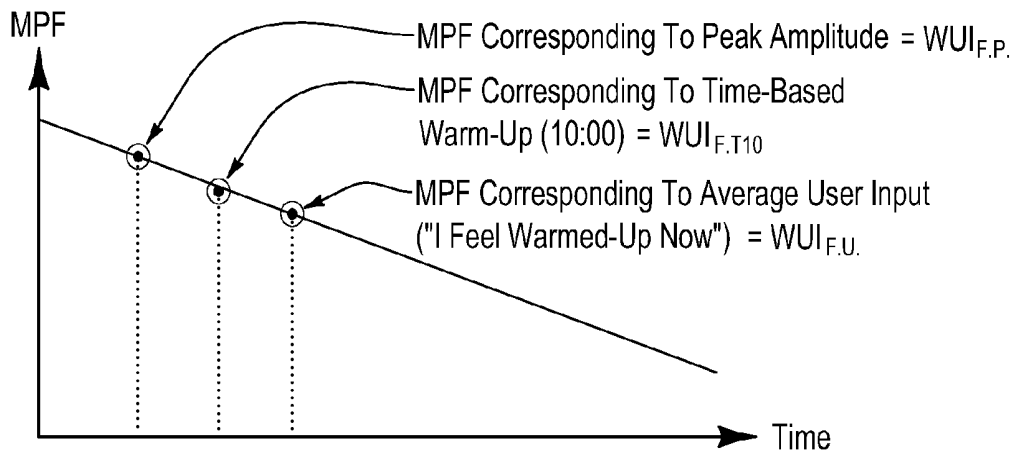 MPF
MPF Corresponding To Peak Amplitude = WUI F.P.
MPF Corresponding To Time-Based
Warm-Up (10:00) = WUI F.T10
MPF Corresponding To Average User Input
("I Feel Warmed-Up Now") = WUI F.U.
Time